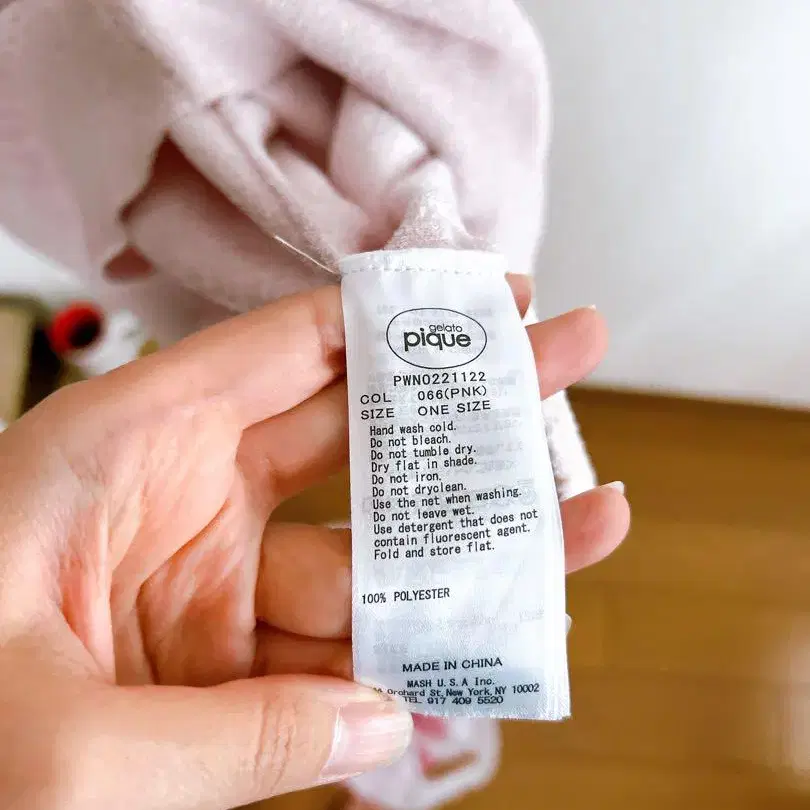 gelato
pique
PWNO221122
COL 066(PNK)
SIZE ONE SIZE
Hand wash cold.
Do not bleach.
Do not tumble dry.
Dry flat in shade.
Do not iron.
Do not dryclean.
Use the net when washing.
Do not leave wet.
Use detergent that does not
contain fluorescent agent.
Fold and store flat.
100% POLYESTER
MADE IN CHINA
MASH U.S.A Inc.
Orchard St, New York, NY 10002
TEL 917 409 5520